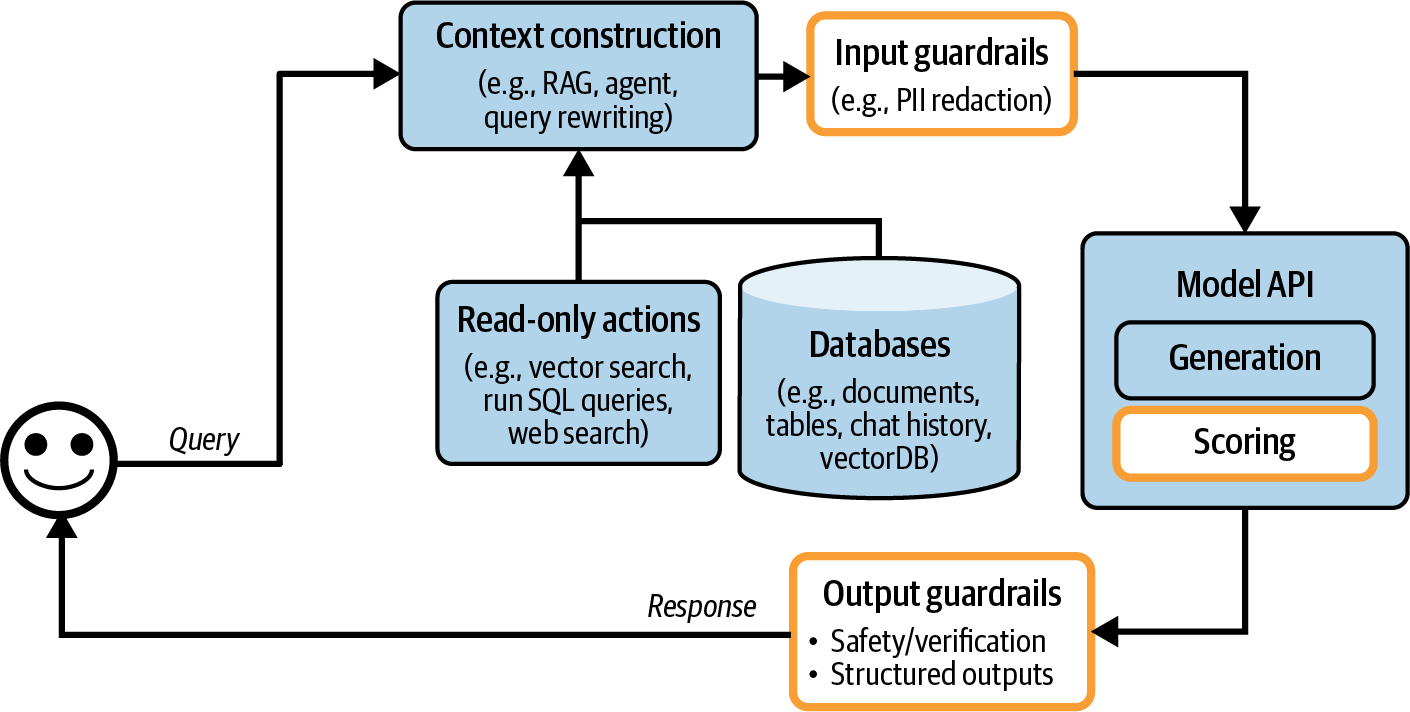 Context construction
(e.g., RAG, agent,
query rewriting)
Input guardrails
(e.g., PII redaction)
Read-only actions
(e.g., vector search,
run SQL queries,
web search)
Databases
(e.g., documents,
tables, chat history,
vectorDB)
Model API
Generation
Scoring
Query
Response
Output guardrails
• Safety/verification
• Structured outputs